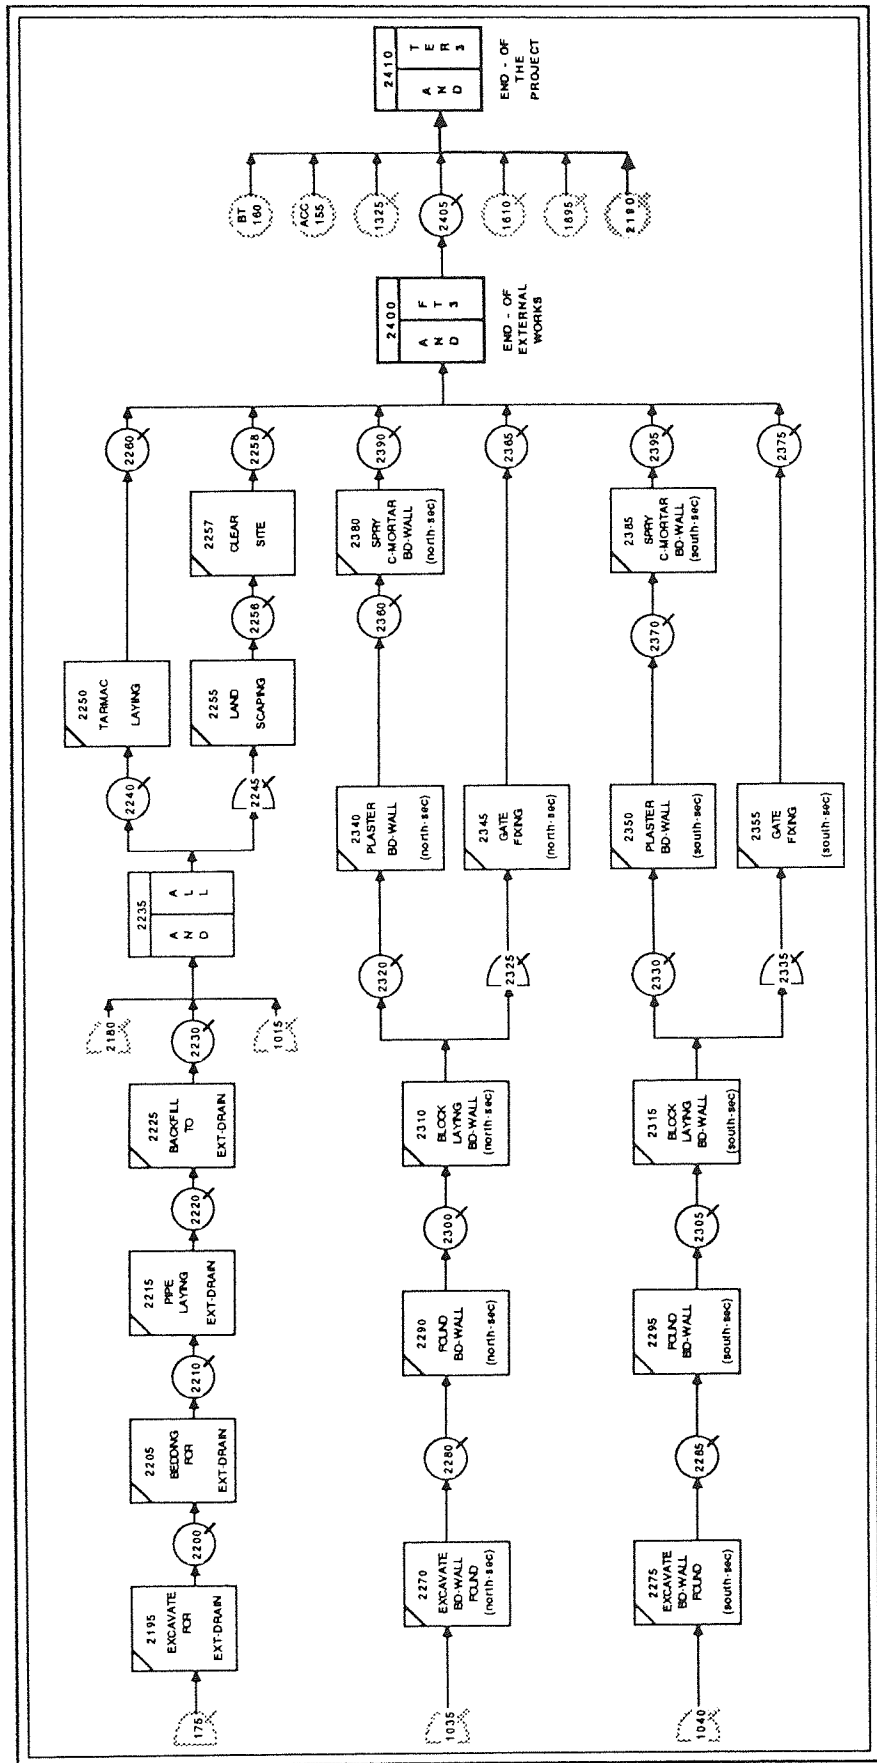 175
2195
EXCAVATE
FOR
EXT-DRAIN
2200
2205
BEDDING
FOR
EXT-DRAIN
2210
2215
PIPE
LAYING
EXT-DRAIN
2220
2225
BACKFILL
TO
EXT-DRAIN
2180
2230
1015
2235
AND
ALL
2240
2245
2250
TARMAC
LAYING
2255
LAND
SCAPING
2256
2257
CLEAR
SITE
2260
2258
1035
2270
EXCAVATE
BD-WALL
FOUND
(north-sec)
2280
2290
FOUND
BD-WALL
(north-sec)
2300
2310
BLOCK
LAYING
BD-WALL
(north-sec)
2320
2325
2340
PLASTER
BD-WALL
(north-sec)
2345
GATE
FIXING
(north-sec)
2360
2380
SPRY
C-MORTAR
BD-WALL
(north-sec)
2390
2365
1040
2275
EXCAVATE
BD-WALL
FOUND
(south-sec)
2285
2295
FOUND
BD-WALL
(south-sec)
2305
2315
BLOCK
LAYING
BD-WALL
(south-sec)
2330
2335
2350
PLASTER
BD-WALL
(south-sec)
2355
GATE
FIXING
(south-sec)
2370
2385
SPRY
C-MORTAR
BD-WALL
(south-sec)
2395
2375
2400
AND
FTS
END - OF
EXTERNAL
WORKS
BT
160
ACC
155
1325
2405
1610
1895
2190
2410
AND
TERS
END - OF
THE
PROJECT